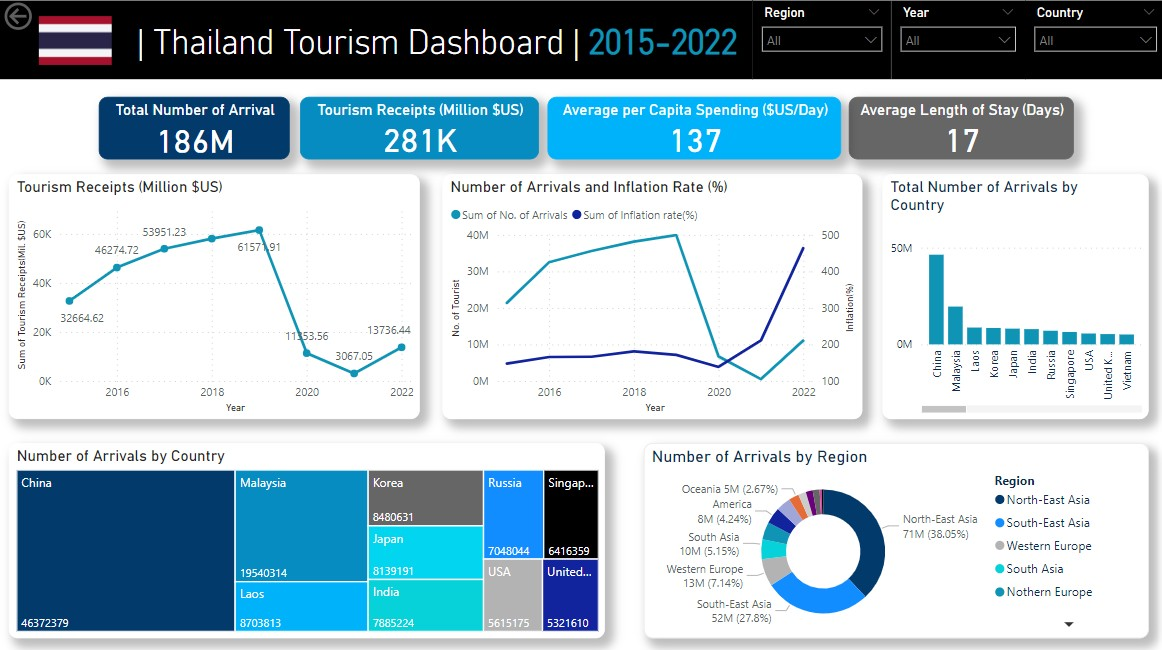 | Thailand Tourism Dashboard | 2015-2022
Region
All
Year
All
Country
All
Total Number of Arrival
186M
Tourism Receipts (Million $US)
281K
Average per Capita Spending ($US/Day)
137
Average Length of Stay (Days)
17
Tourism Receipts (Million $US)
Sum of Tourism Receipts(Mil. $US)
60K
40K
20K
0K
32664.62
46274.72
53951.23
61571.91
11353.56
3067.05
13736.44
2016
2018
2020
2022
Year
Number of Arrivals and Inflation Rate (%)
Sum of No. of Arrivals
Sum of Inflation rate(%)
No. of Tourist
40M
30M
20M
10M
0M
500
400
300
200
100
Inflation(%)
2016
2018
2020
2022
Year
Total Number of Arrivals by
Country
50M
0M
China
Malaysia
Laos
Korea
Japan
India
Russia
Singapore
USA
United K...
Vietnam
Number of Arrivals by Country
China
46372379
Malaysia
19540314
Laos
8703813
Korea
8480631
Japan
8139191
India
7885224
Russia
7048044
Singap...
6416359
USA
5615175
United...
5321610
Number of Arrivals by Region
Oceania 5M (2.67%)
America
8M (4.24%)
South Asia
10M (5.15%)
Western Europe
13M (7.14%)
South-East Asia
52M (27.8%)
North-East Asia
71M (38.05%)
Region
North-East Asia
South-East Asia
Western Europe
South Asia
Nothern Europe